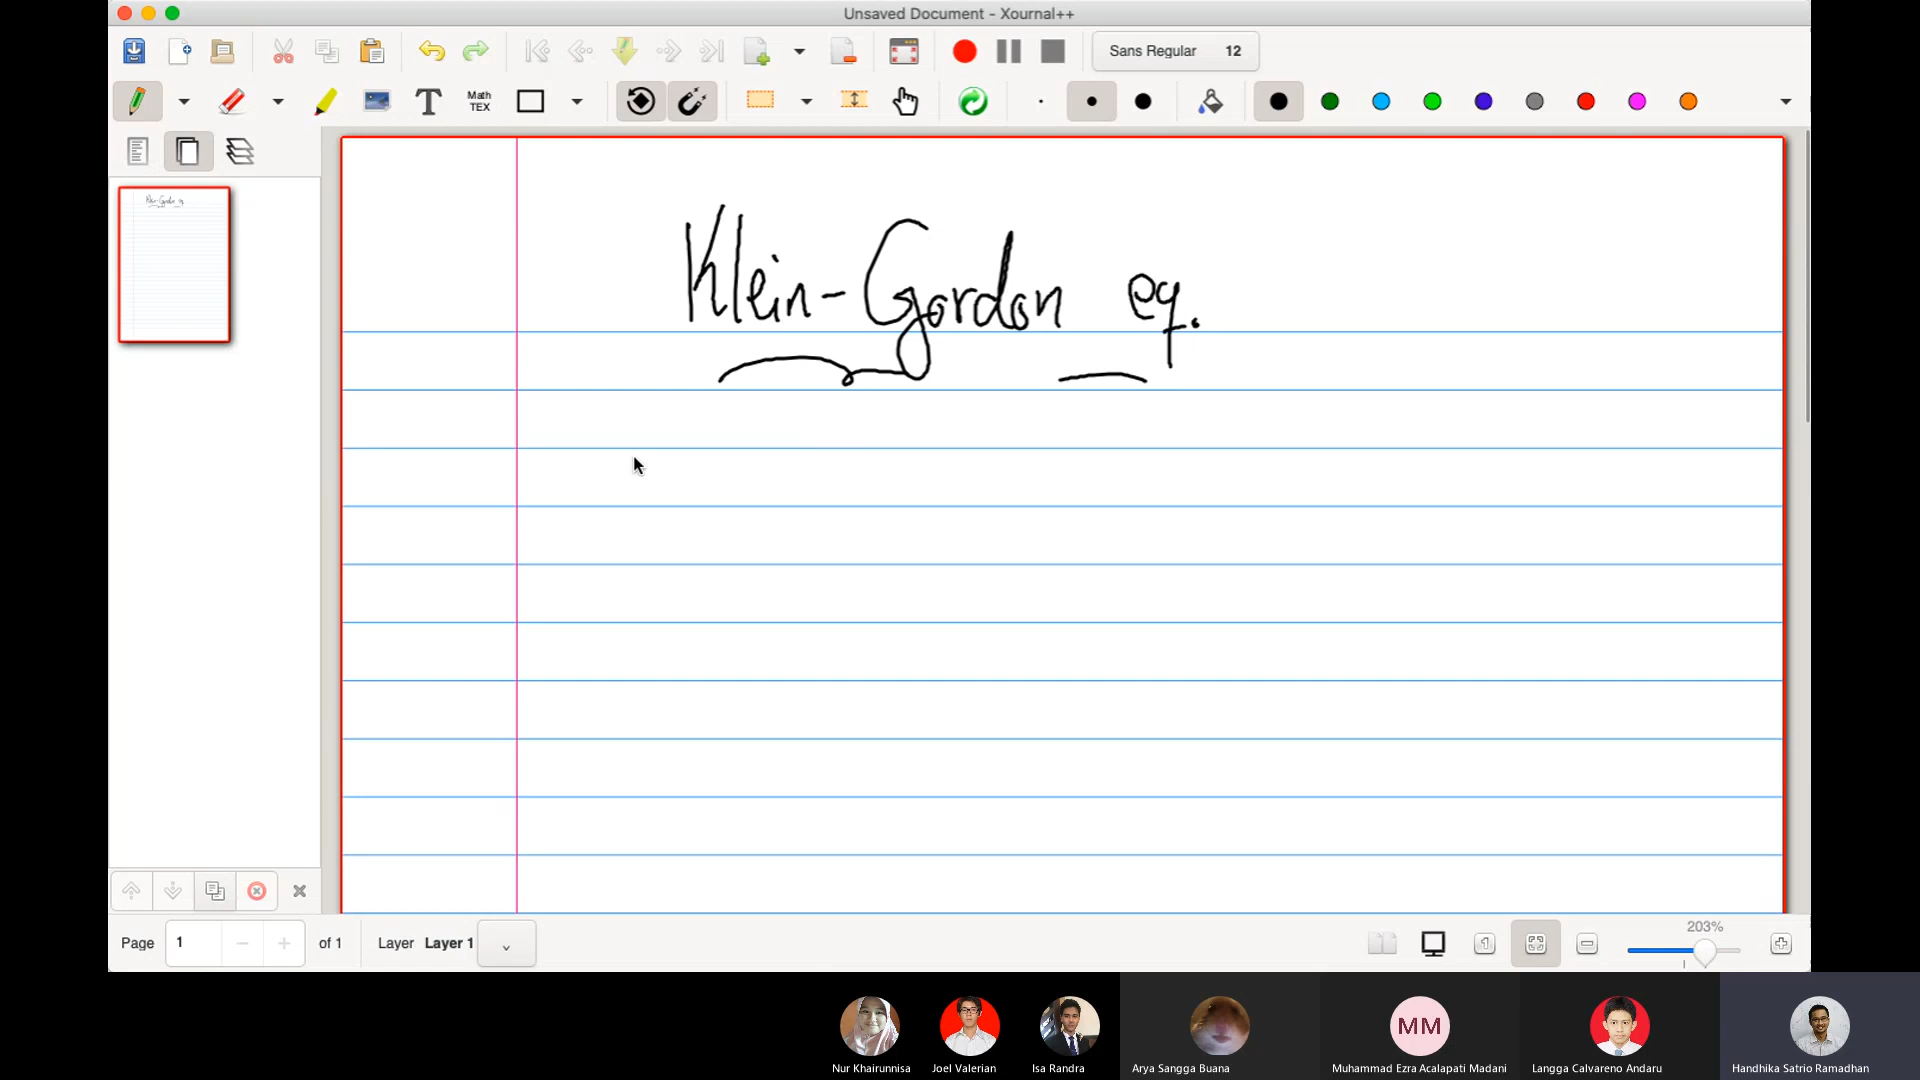 Unsaved Document - Xournal++
Sans Regular 12
Math
TEX
Klein-Gordon eq.
Page 1 of 1 Layer Layer 1
203%
MM
Nur Khairunnisa Joel Valerian Isa Randra Arya Sangga Buana Muhammad Ezra Acalapati Madani Langga Calvareno Andaru Handhika Satrio Ramadhan